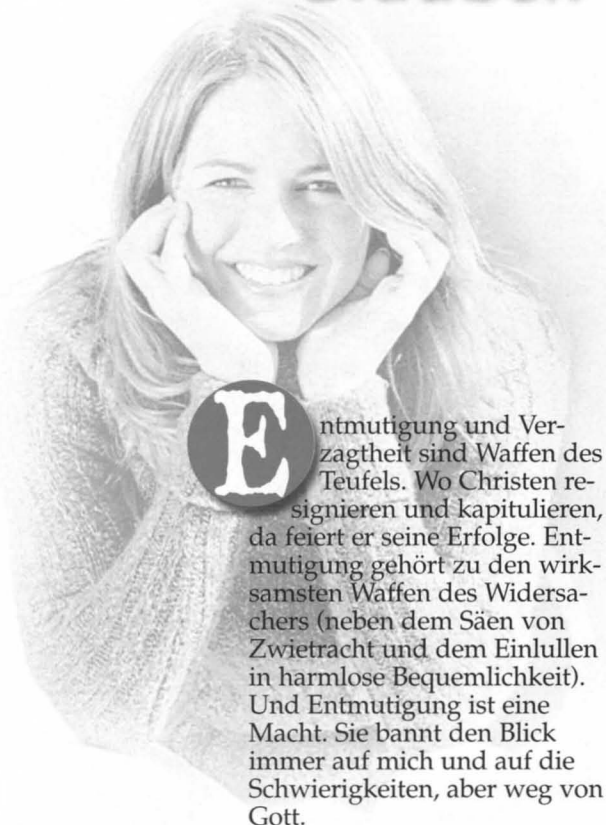 Entmutigung und Ver-
zagtheit sind Waffen des
Teufels. Wo Christen re-
signieren und kapitulieren,
da feiert er seine Erfolge. Ent-
mutigung gehört zu den wirk-
samsten Waffen des Widersa-
chers (neben dem Säen von
Zwietracht und dem Einlullen
in harmlose Bequemlichkeit).
Und Entmutigung ist eine
Macht. Sie bannt den Blick
immer auf mich und auf die
Schwierigkeiten, aber weg von
Gott.